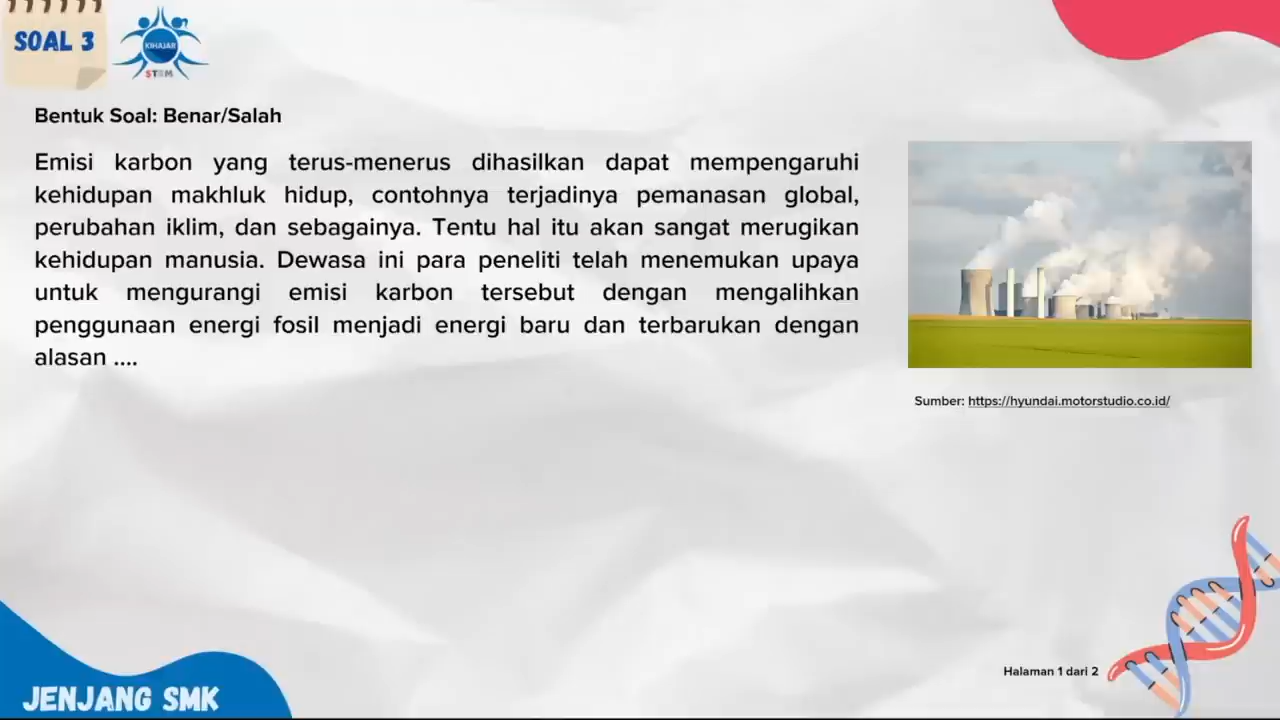 SOAL 3
KIHAJAR
STEM
Bentuk Soal: Benar/Salah
Emisi karbon yang terus-menerus dihasilkan dapat mempengaruhi
kehidupan makhluk hidup, contohnya terjadinya pemanasan global,
perubahan iklim, dan sebagainya. Tentu hal itu akan sangat merugikan
kehidupan manusia. Dewasa ini para peneliti telah menemukan upaya
untuk mengurangi emisi karbon tersebut dengan mengalihkan
penggunaan energi fosil menjadi energi baru dan terbarukan dengan
alasan ....
Sumber: https://hyundai.motorstudio.co.id/
Halaman 1 dari 2
JENJANG SMK